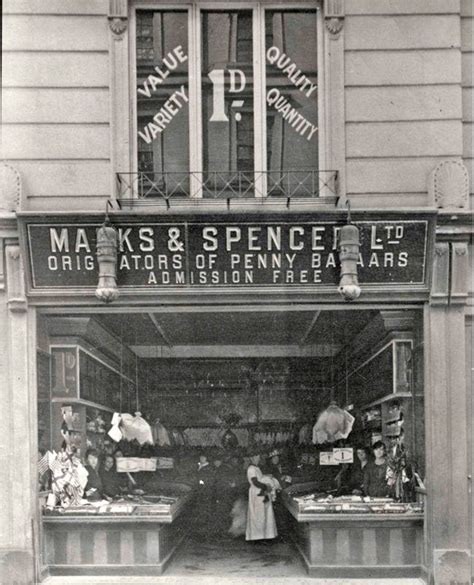 VALUE
VARIETY
1D.
QUALITY
QUANTITY
MARKS & SPENCER LTD
ORIGINATORS OF PENNY BAZAARS
ADMISSION FREE
P